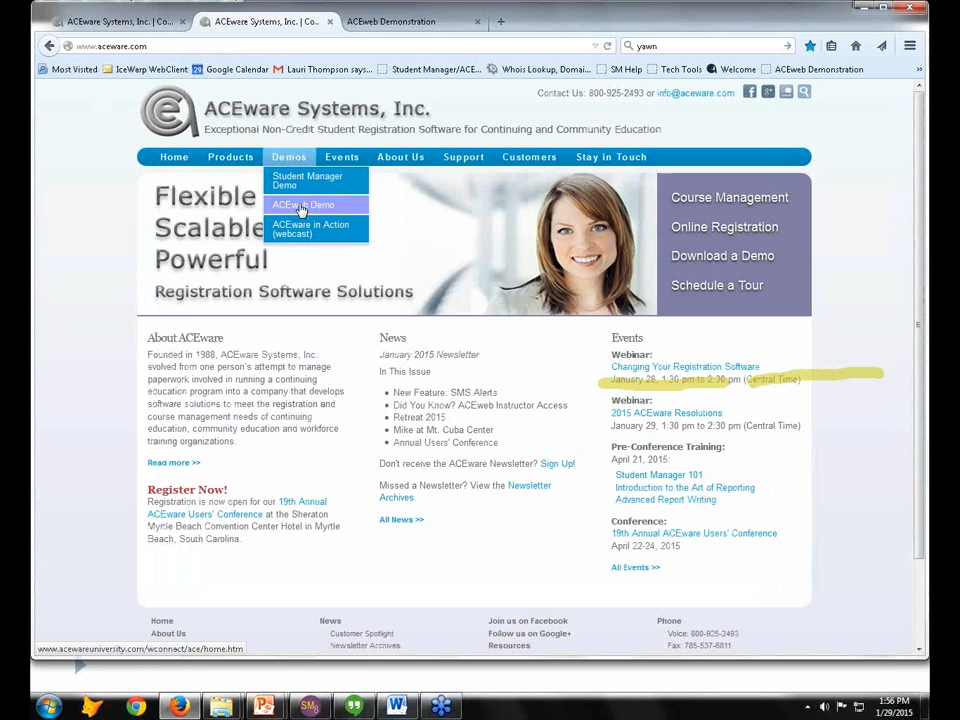 ACEware Systems, Inc. | Co...
ACEware Systems, Inc. | Co...
ACEweb Demonstration
www.aceware.com
yawn
Most Visited
IceWarp WebClient
29 Google Calendar
Lauri Thompson says...
Student Manager/ACE...
Whois Lookup, Domai...
SM Help
Tech Tools
Welcome
ACEweb Demonstration
ACEware Systems, Inc.
Exceptional Non-Credit Student Registration Software for Continuing and Community Education
Contact Us: 800-925-2493 or info@aceware.com
Home Products Demos Events About Us Support Customers Stay in Touch
Student Manager
Demo
ACEweb Demo
ACEware in Action
(webcast)
Flexible
Scalable
Powerful
Registration Software Solutions
Course Management
Online Registration
Download a Demo
Schedule a Tour
About ACEware
Founded in 1988, ACEware Systems, Inc.
evolved from one person's attempt to manage
paperwork involved in running a continuing
education program into a company that develops
software solutions to meet the registration and
course management needs of continuing
education, community education and workforce
training organizations.
Read more >>
Register Now!
Registration is now open for our 19th Annual
ACEware Users' Conference at the Sheraton
Myrtle Beach Convention Center Hotel in Myrtle
Beach, South Carolina.
News
January 2015 Newsletter
In This Issue
New Feature: SMS Alerts
Did You Know? ACEweb Instructor Access
Retreat 2015
Mike at Mt. Cuba Center
Annual Users' Conference
Don't receive the ACEware Newsletter? Sign Up!
Missed a Newsletter? View the Newsletter
Archives.
All News >>
Events
Webinar:
Changing Your Registration Software
January 28, 1:30 pm to 2:30 pm (Central Time)
Webinar:
2015 ACEware Resolutions
January 29, 1:30 pm to 2:30 pm (Central Time)
Pre-Conference Training:
April 21, 2015:
Student Manager 101
Introduction to the Art of Reporting
Advanced Report Writing
Conference:
19th Annual ACEware Users' Conference
April 22-24, 2015
All Events >>
Home
About Us
News
Customer Spotlight
Newsletter Archives
Join us on Facebook
Follow us on Google+
Resources
Phone
Voice: 800-925-2493
Fax: 785-537-6811
www.acewareuniversity.com/wconnect/ace/home.htm
1:56 PM
1/29/2015